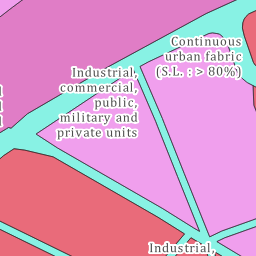 Continuous
urban fabric
(S.L. : > 80%)
Industrial,
commercial,
public,
military and
private units
Industrial,